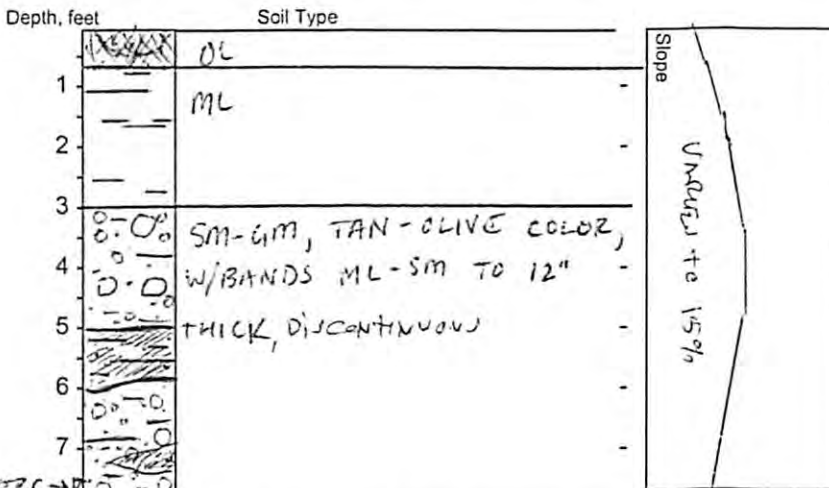 Depth, feet Soil Type
OL
1 -
ML
2 -
3
SM-GM, TAN-OLIVE COLOR,
4 W/BANDS ML-SM TO 12" -
5 THICK, DISCONTINUOUS -
6 -
7 -
Slope
to 15%